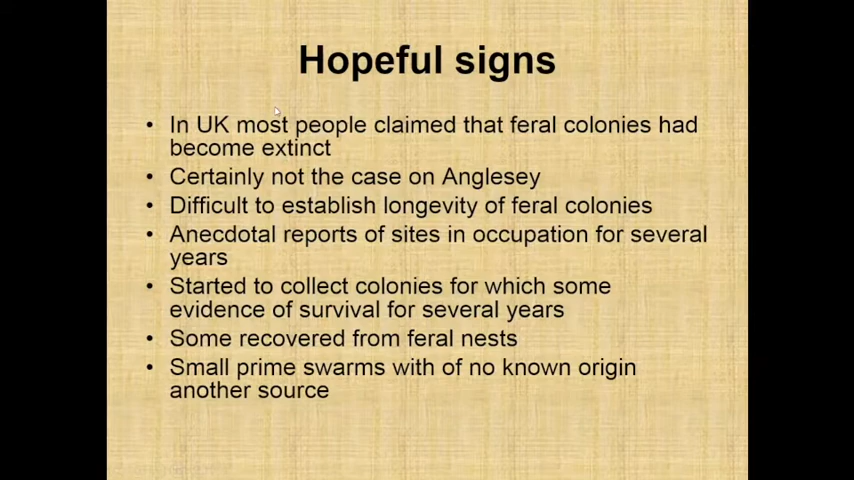 Hopeful signs
• In UK most people claimed that feral colonies had
become extinct
• Certainly not the case on Anglesey
• Difficult to establish longevity of feral colonies
• Anecdotal reports of sites in occupation for several
years
• Started to collect colonies for which some
evidence of survival for several years
• Some recovered from feral nests
• Small prime swarms with of no known origin
another source